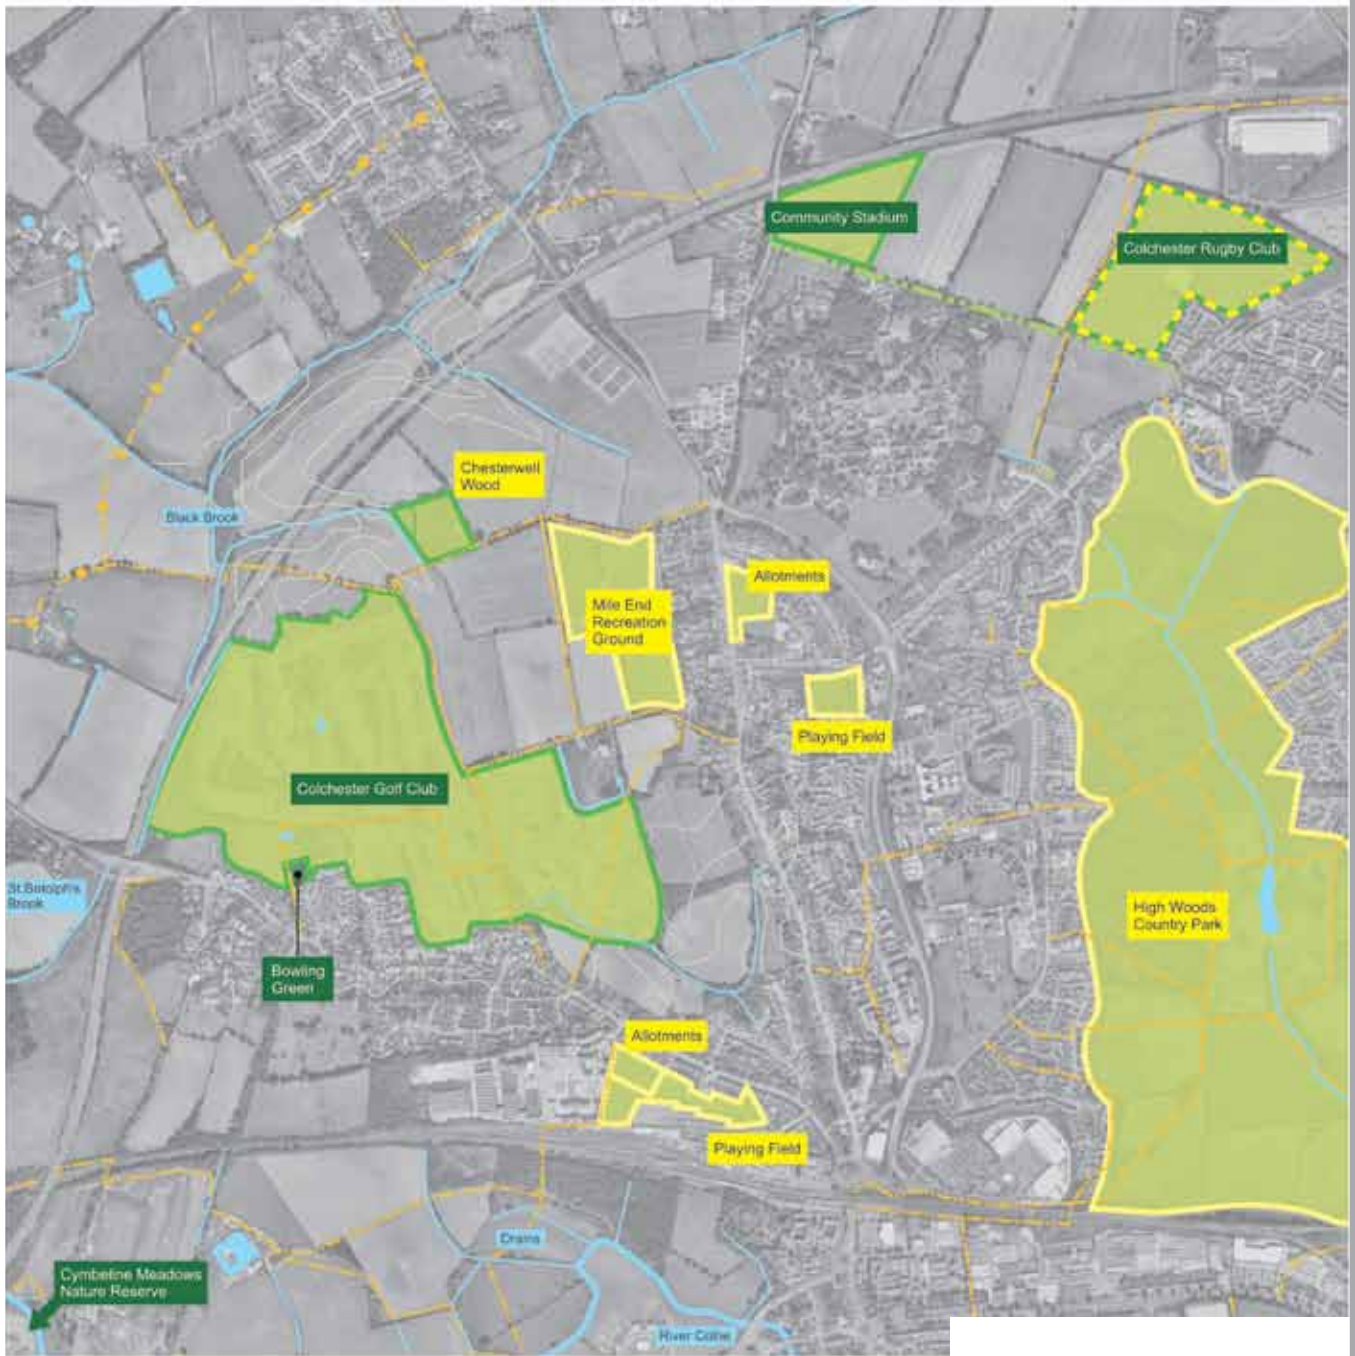 Community Stadium
Colchester Rugby Club
Chesterwell
Wood
Black Brook
Allotments
Mile End
Recreation
Ground
Playing Field
Colchester Golf Club
St.Botolph's
Brook
High Woods
Country Park
Bowling
Green
Allotments
Playing Field
Drains
Cymbeline Meadows
Nature Reserve
River Colne